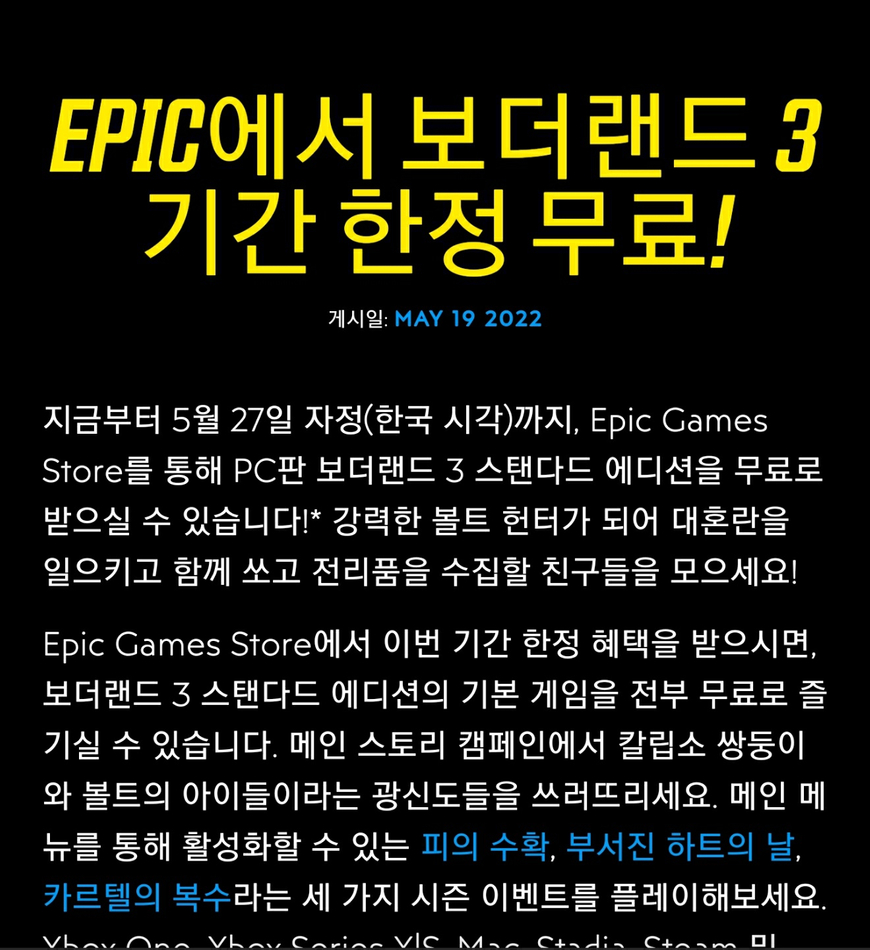 EPIC에서 보더랜드 3
기간 한정 무료!
게시일: MAY 19 2022
지금부터 5월 27일 자정(한국 시각)까지, Epic Games
Store를 통해 PC판 보더랜드 3 스탠다드 에디션을 무료로
받으실 수 있습니다!* 강력한 볼트 헌터가 되어 대혼란을
일으키고 함께 쏘고 전리품을 수집할 친구들을 모으세요!
Epic Games Store에서 이번 기간 한정 혜택을 받으시면,
보더랜드 3 스탠다드 에디션의 기본 게임을 전부 무료로 즐
기실 수 있습니다. 메인 스토리 캠페인에서 칼립소 쌍둥이
와 볼트의 아이들이라는 광신도들을 쓰러뜨리세요. 메인 메
뉴를 통해 활성화할 수 있는 피의 수확, 부서진 하트의 날,
카르텔의 복수라는 세 가지 시즌 이벤트를 플레이해보세요.
Xbox One, Xbox Series X|S, Mac, Stadia, Steam 및